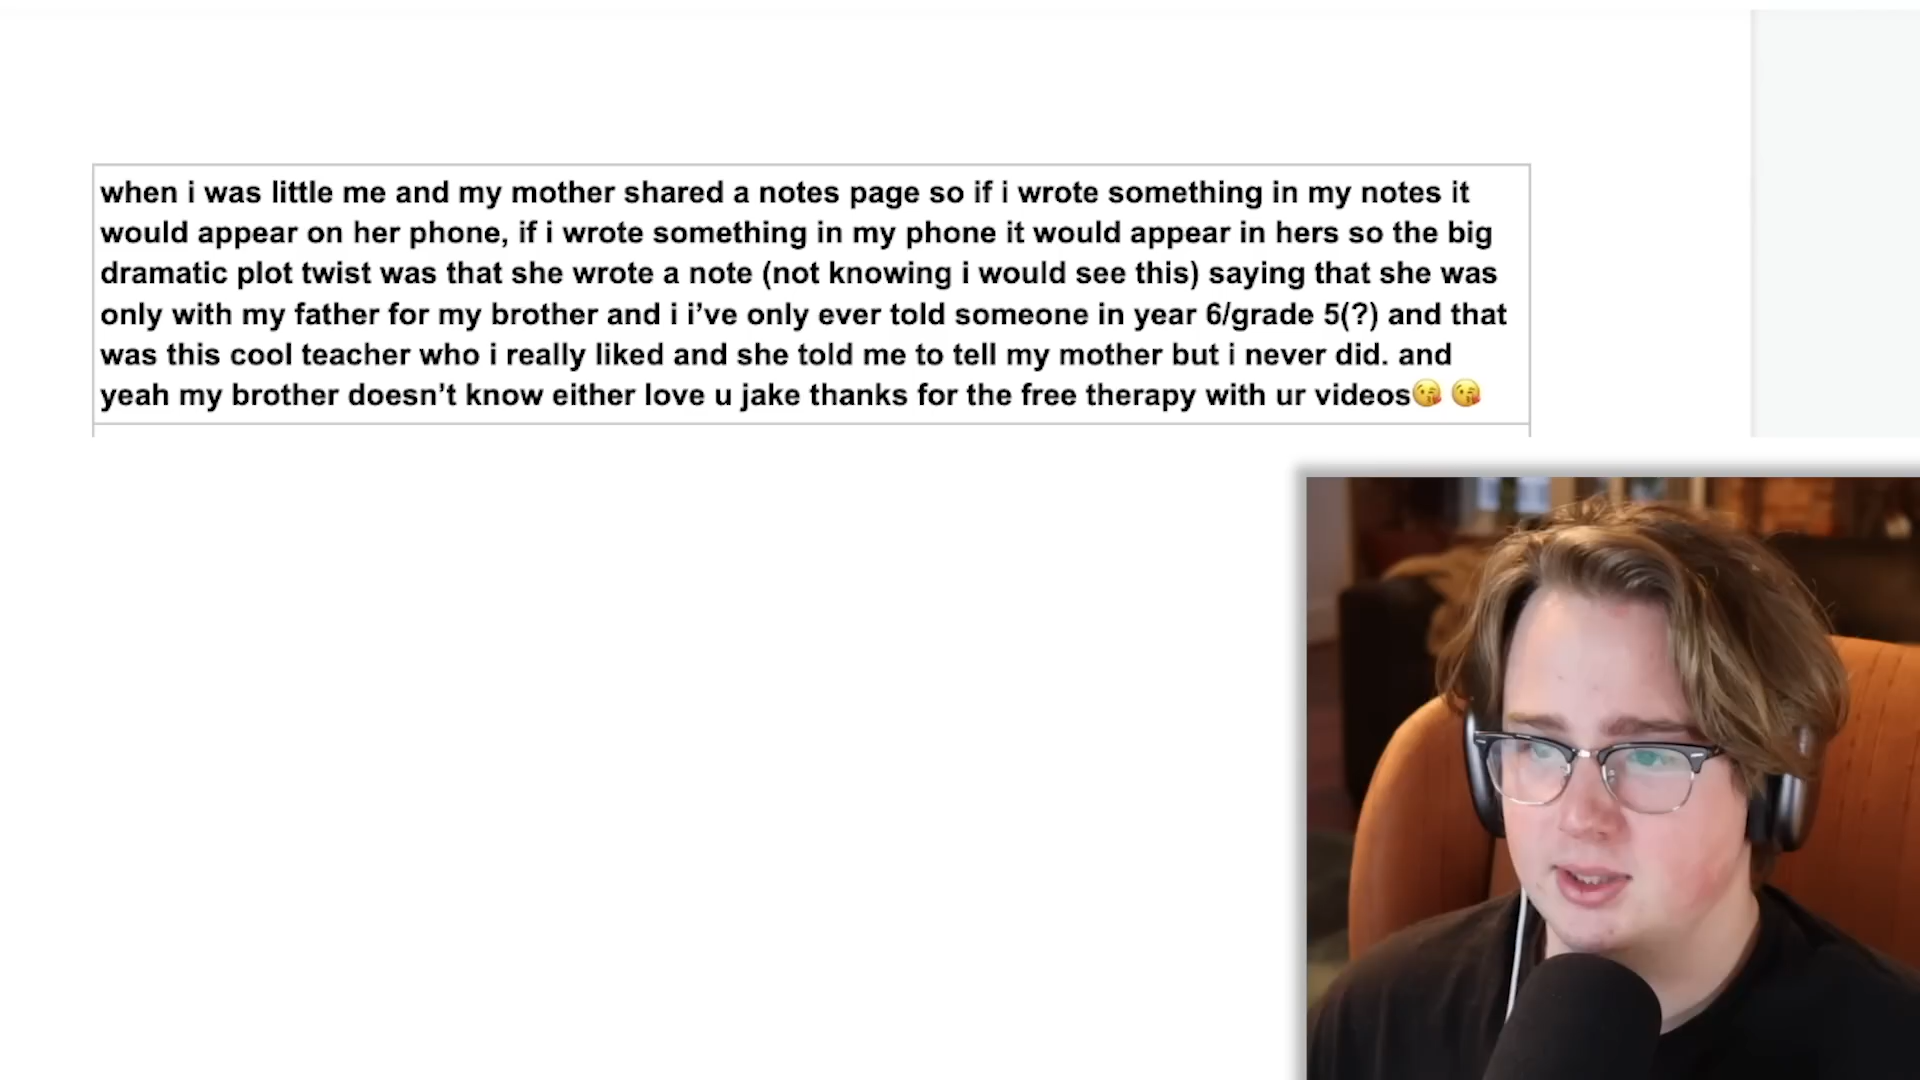 when i was little me and my mother shared a notes page so if i wrote something in my notes it
would appear on her phone, if i wrote something in my phone it would appear in hers so the big
dramatic plot twist was that she wrote a note (not knowing i would see this) saying that she was
only with my father for my brother and i i’ve only ever told someone in year 6/grade 5(?) and that
was this cool teacher who i really liked and she told me to tell my mother but i never did. and
yeah my brother doesn’t know either love u jake thanks for the free therapy with ur videos😘 😘